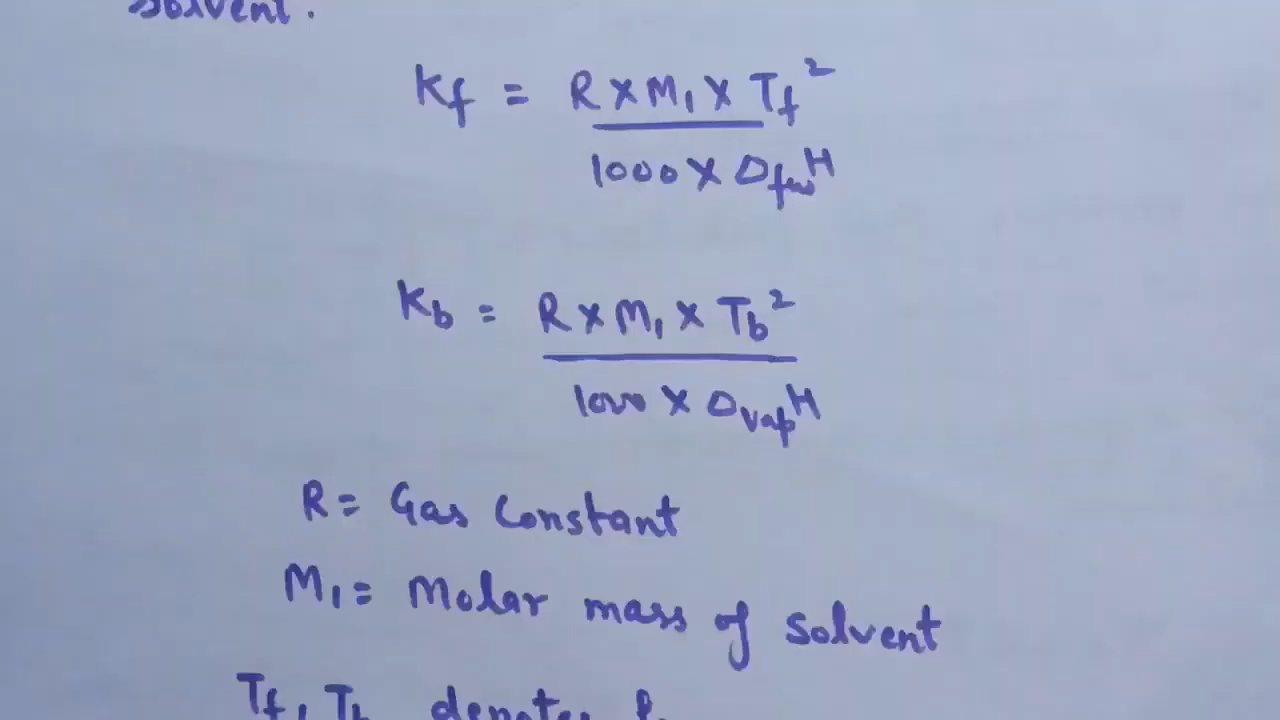 solvent.
Kf = R × M₁ × Tf²
1000 × ΔfusH
Kb = R × M₁ × Tb²
1000 × ΔvapH
R = Gas Constant
M₁ = Molar mass of solvent
Tf, Tb denotes